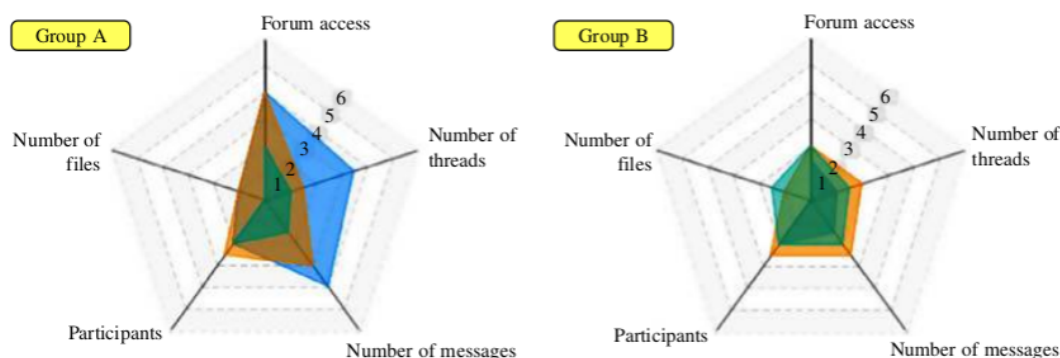 Group A
Forum access
Number of
threads
Number of messages
Participants
Number of
files
1
2
3
4
5
6
Group B
Forum access
Number of
threads
Number of messages
Participants
Number of
files
1
2
3
4
5
6